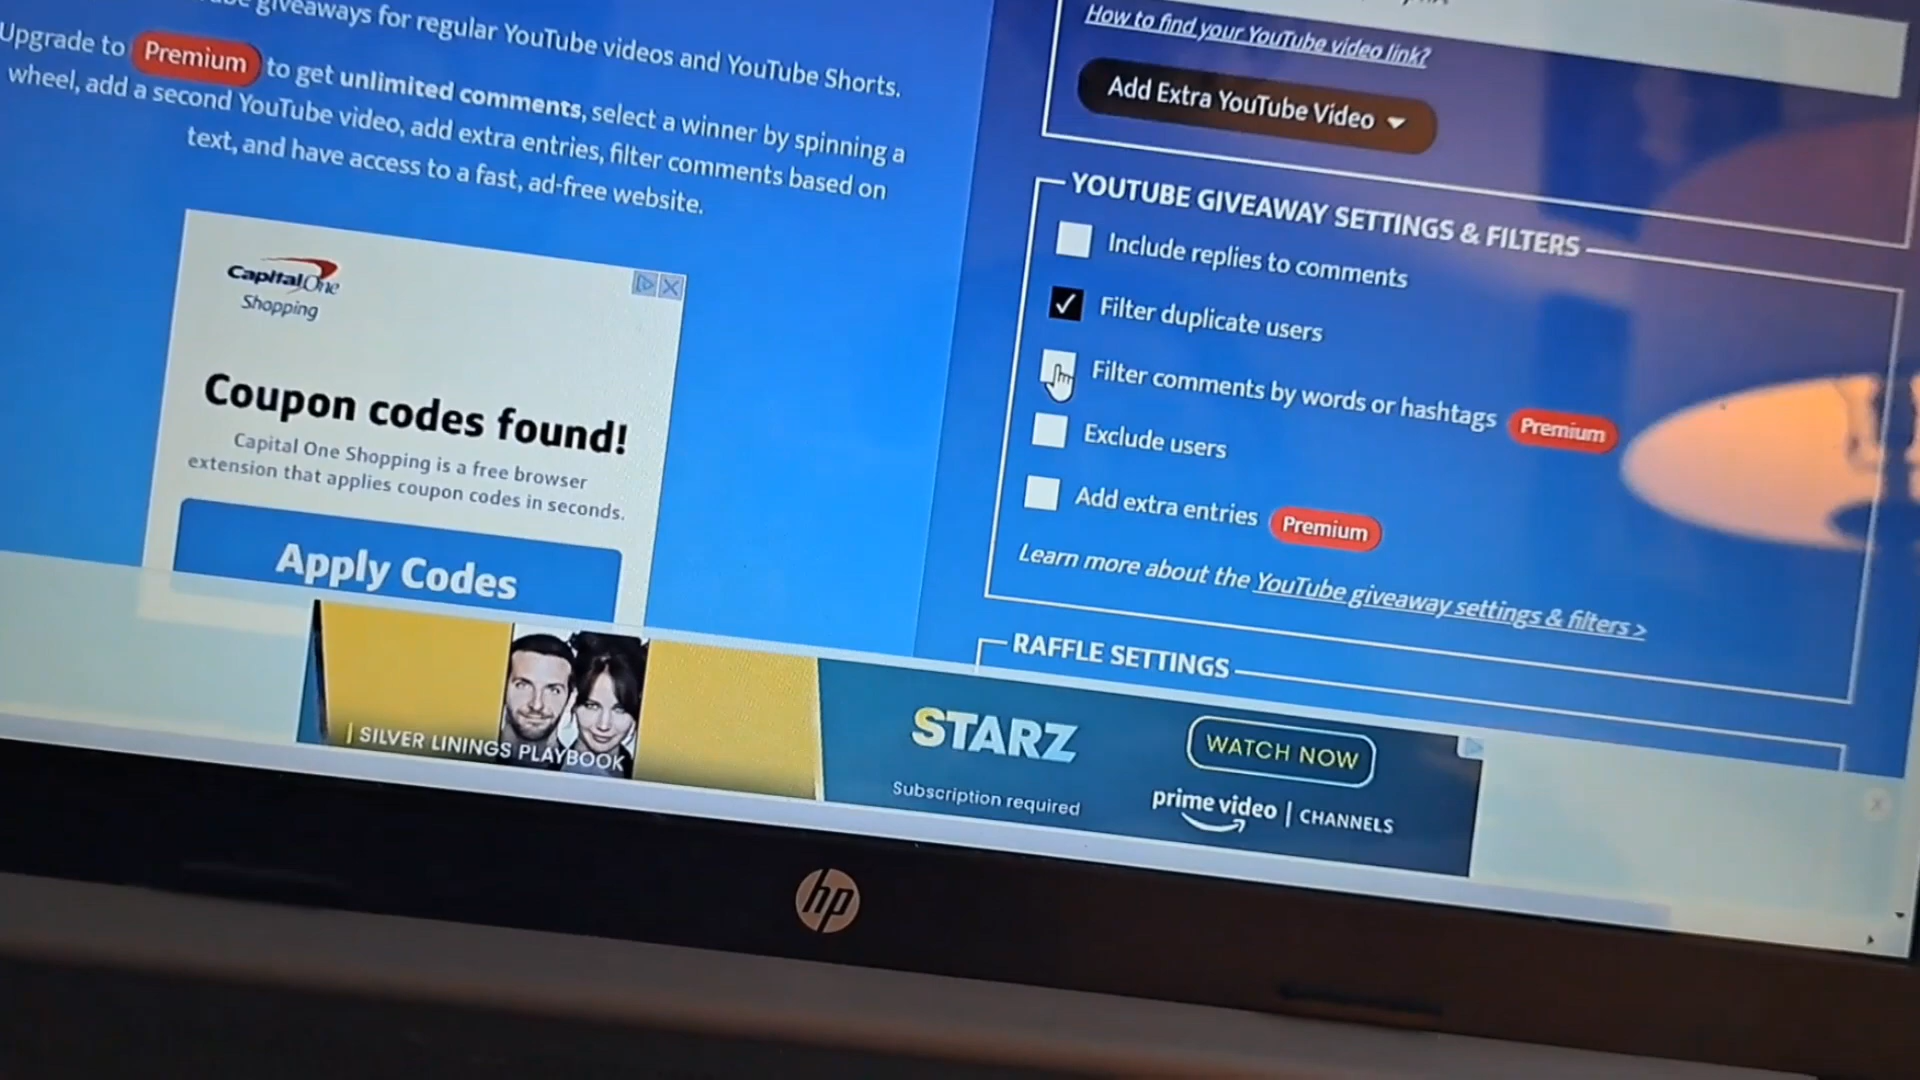 giveaways for regular YouTube videos and YouTube Shorts.
Upgrade to Premium to get unlimited comments, select a winner by spinning a
wheel, add a second YouTube video, add extra entries, filter comments based on
text, and have access to a fast, ad-free website.
CapitalOne
Shopping
Coupon codes found!
Capital One Shopping is a free browser
extension that applies coupon codes in seconds.
Apply Codes
How to find your YouTube video link?
Add Extra YouTube Video
YOUTUBE GIVEAWAY SETTINGS & FILTERS
Include replies to comments
Filter duplicate users
Filter comments by words or hashtags Premium
Exclude users
Add extra entries Premium
Learn more about the YouTube giveaway settings & filters >
RAFFLE SETTINGS
SILVER LININGS PLAYBOOK
STARZ
Subscription required
WATCH NOW
prime video | CHANNELS
hp